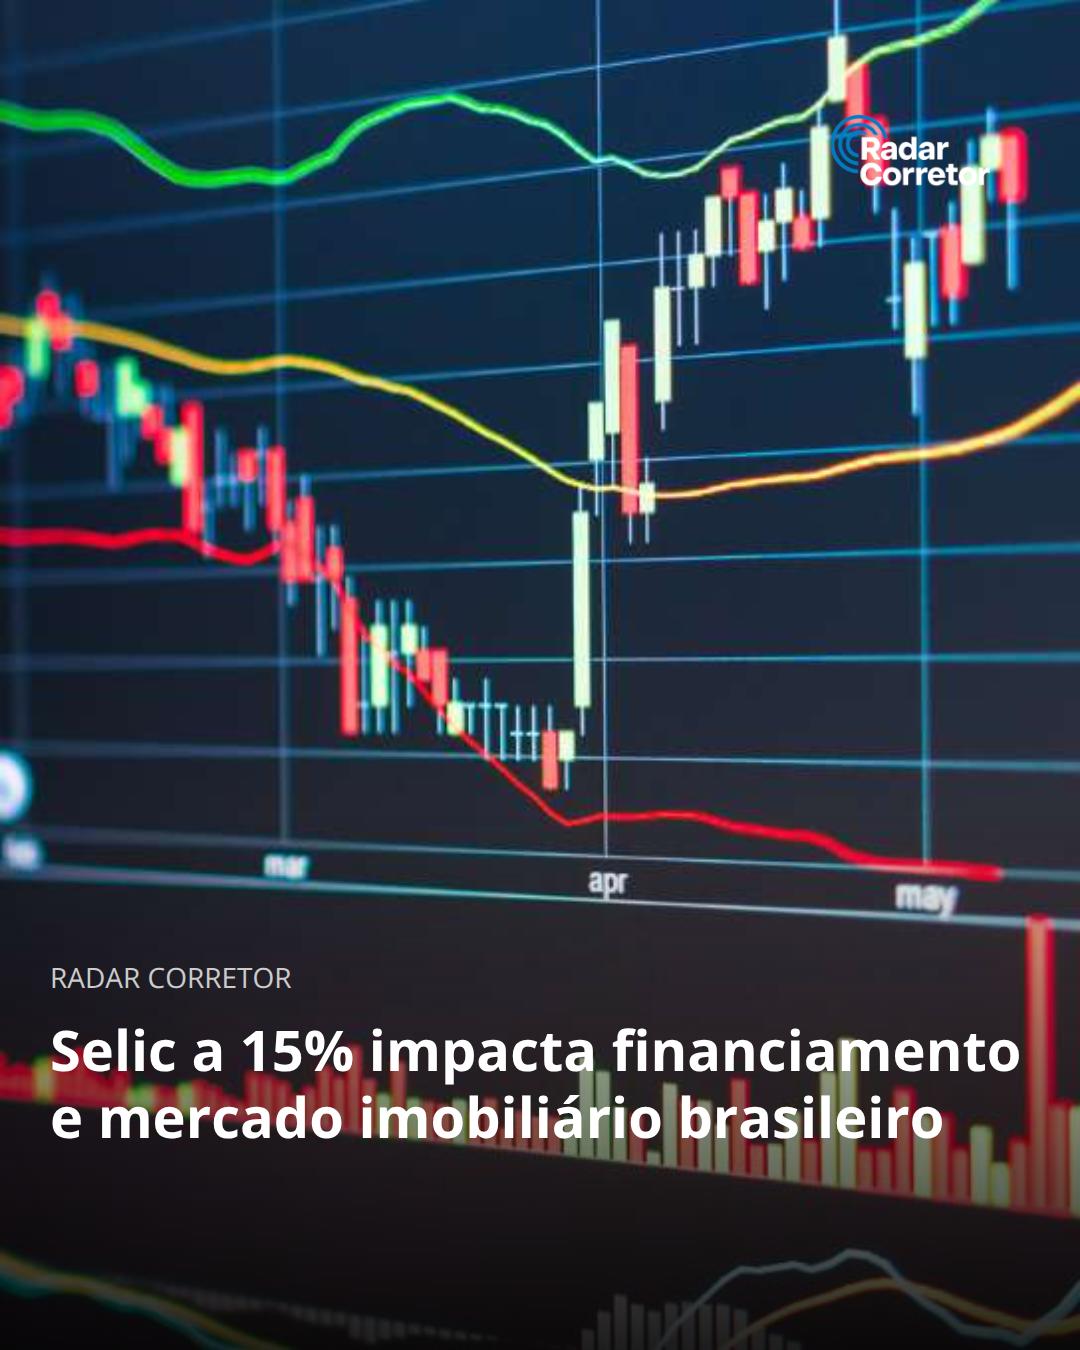 Radar
Corretor
mar
apr
may
RADAR CORRETOR
Selic a 15% impacta financiamento
e mercado imobiliário brasileiro